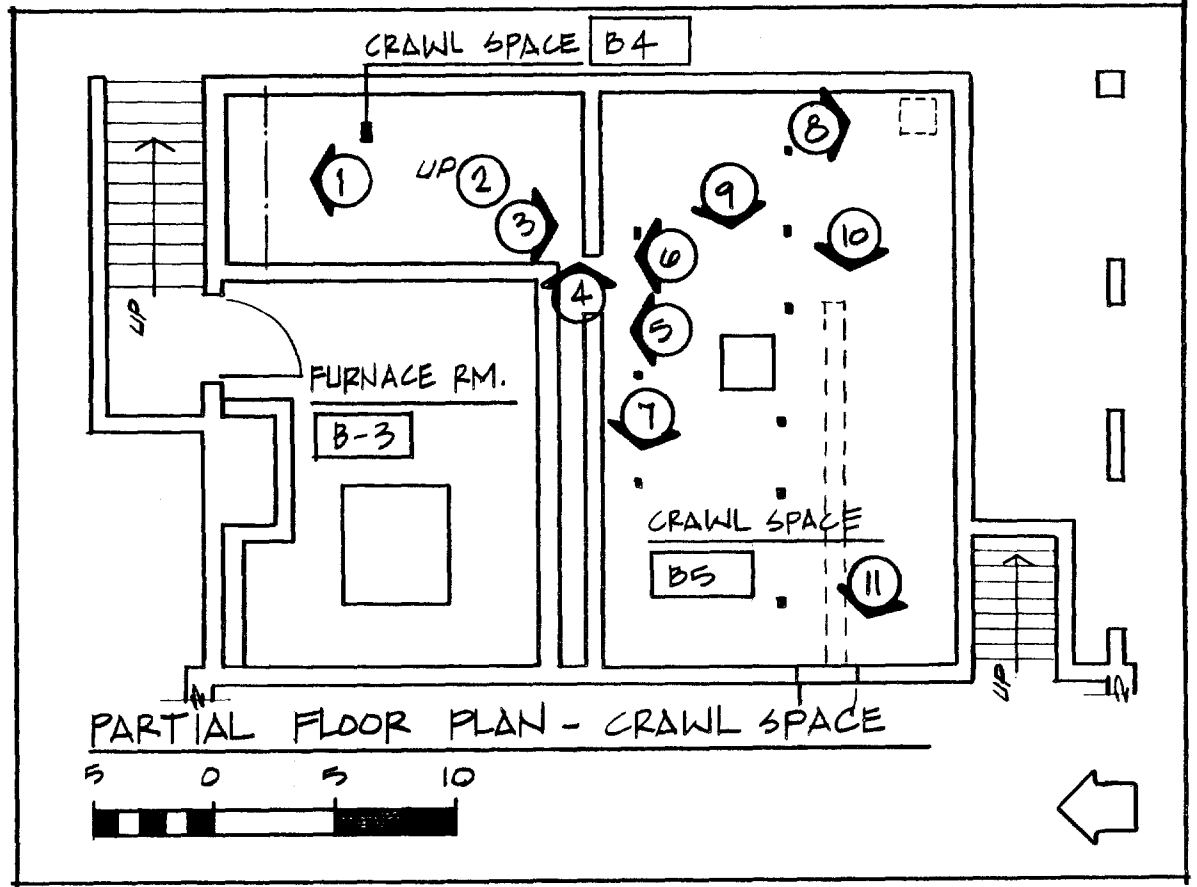 CRAWL SPACE B4
8
1
UP 2
9
3
10
6
4
UP
5
FURNACE RM.
7
B-3
CRAWL SPACE
B5
11
UP
N
N
PARTIAL FLOOR PLAN - CRAWL SPACE
5 0 5 10